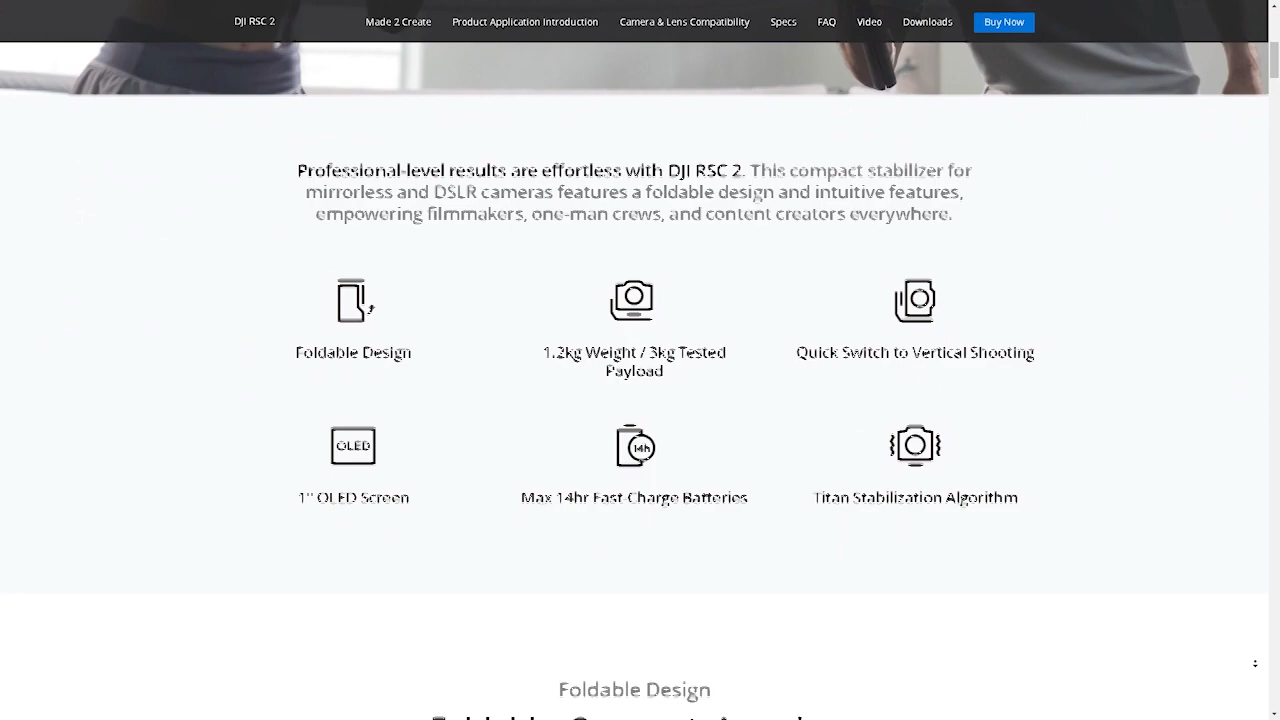 DJI RSC 2
Made 2 Create
Product Application Introduction
Camera & Lens Compatibility
Specs
FAQ
Video
Downloads
Buy Now
Professional-level results are effortless with DJI RSC 2. This compact stabilizer for
mirrorless and DSLR cameras features a foldable design and intuitive features,
empowering filmmakers, one-man crews, and content creators everywhere.
Foldable Design
1.2kg Weight / 3kg Tested
Payload
Quick Switch to Vertical Shooting
OLED
14h
1" OLED Screen
Max 14hr Fast-Charge Batteries
Titan Stabilization Algorithm
Foldable Design